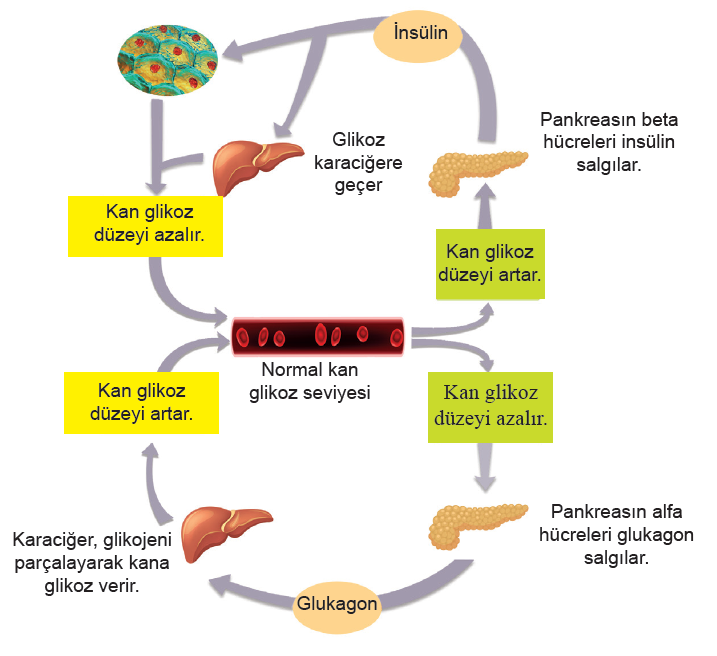 İnsülin
Pankreasın beta
hücreleri insülin
salgılar.
Glikoz
karaciğere
geçer
Kan glikoz
düzeyi azalır.
Kan glikoz
düzeyi artar.
Normal kan
glikoz seviyesi
Kan glikoz
düzeyi artar.
Kan glikoz
düzeyi azalır.
Karaciğer, glikojeni
parçalayarak kana
glikoz verir.
Pankreasın alfa
hücreleri glukagon
salgılar.
Glukagon